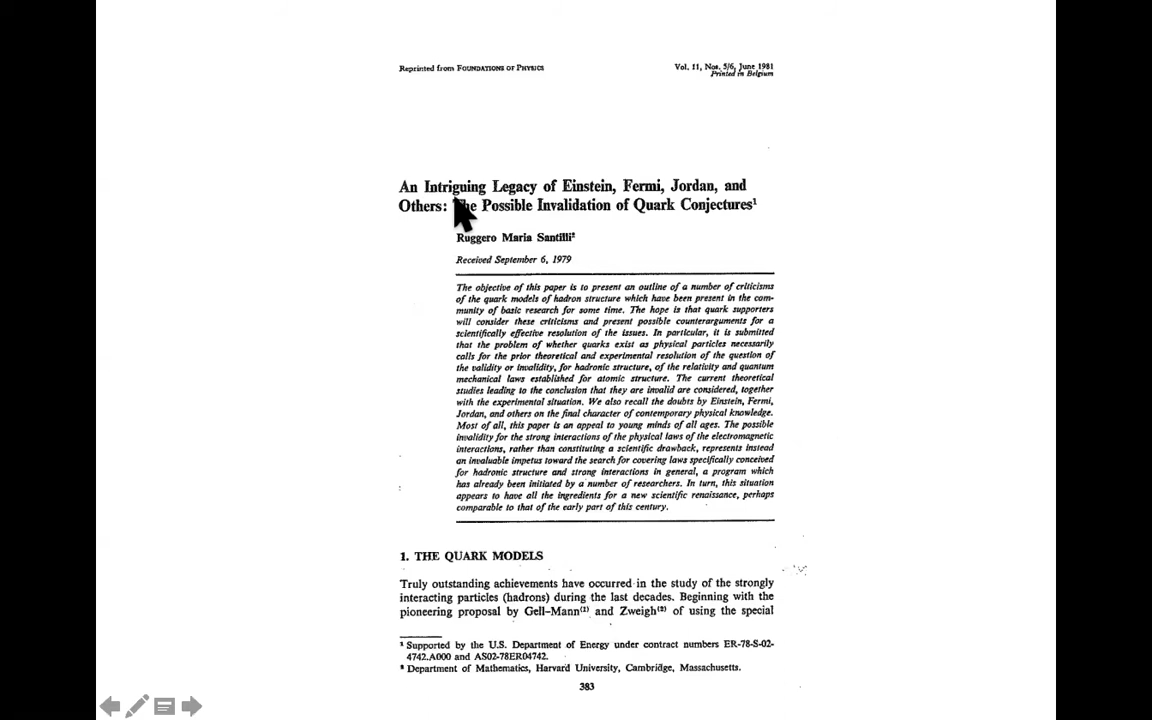 Reprinted from FOUNDATIONS OF PHYSICS
Vol. 11, Nos. 5/6, June 1981
Printed in Belgium
An Intriguing Legacy of Einstein, Fermi, Jordan, and
Others: The Possible Invalidation of Quark Conjectures¹
Ruggero Maria Santilli²
Received September 6, 1979
The objective of this paper is to present an outline of a number of criticisms
of the quark models of hadron structure which have been present in the com-
munity of basic research for some time. The hope is that quark supporters
will consider these criticisms and present possible counterarguments for a
scientifically effective resolution of the issues. In particular, it is submitted
that the problem of whether quarks exist as physical particles necessarily
calls for the prior theoretical and experimental resolution of the question of
the validity or invalidity, for hadronic structure, of the relativity and quantum
mechanical laws established for atomic structure. The current theoretical
studies leading to the conclusion that they are invalid are considered, together
with the experimental situation. We also recall the doubts by Einstein, Fermi,
Jordan, and others on the final character of contemporary physical knowledge.
Most of all, this paper is an appeal to young minds of all ages. The possible
invalidity for the strong interactions of the physical laws of the electromagnetic
interactions, rather than constituting a scientific drawback, represents instead
an invaluable impetus toward the search for covering laws specifically conceived
for hadronic structure and strong interactions in general, a program which
has already been initiated by a number of researchers. In turn, this situation
appears to have all the ingredients for a new scientific renaissance, perhaps
comparable to that of the early part of this century.
1. THE QUARK MODELS
Truly outstanding achievements have occurred in the study of the strongly
interacting particles (hadrons) during the last decades. Beginning with the
pioneering proposal by Gell-Mann⁽¹⁾ and Zweigh⁽²⁾ of using the special
¹ Supported by the U.S. Department of Energy under contract numbers ER-78-S-02-
4742.A000 and AS02-78ER04742.
² Department of Mathematics, Harvard University, Cambridge, Massachusetts.
383